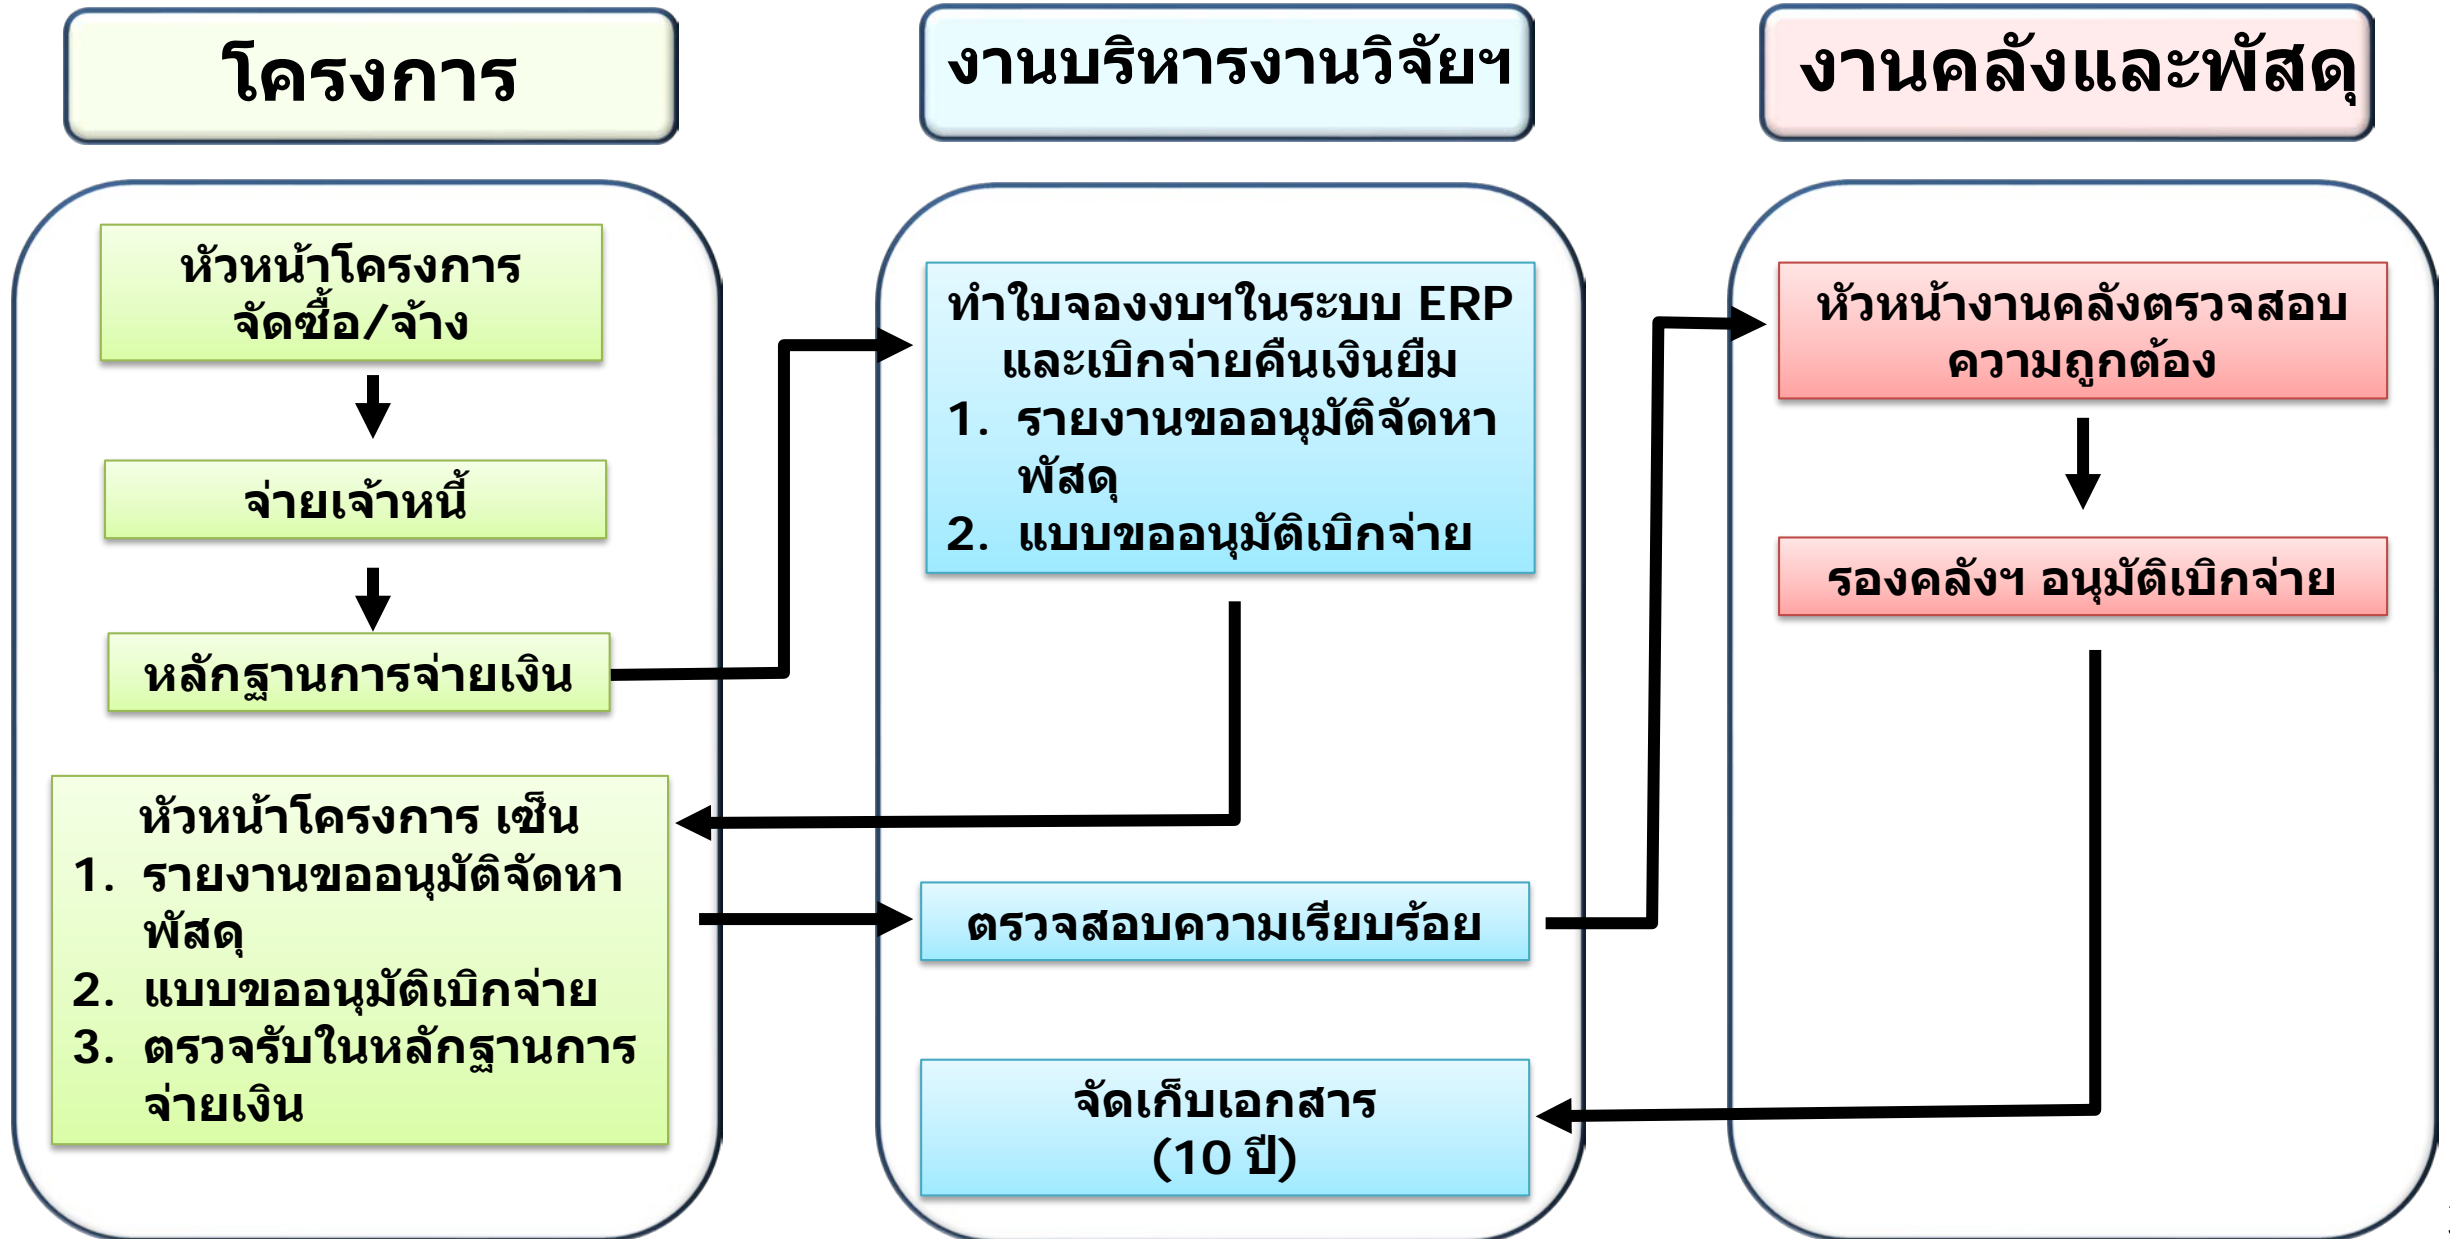 โครงการ
งานบริหารงานวิจัยฯ
งานคลังและพัสดุ
หัวหน้าโครงการ
จัดซื้อ/จ้าง
จ่ายเจ้าหนี้
หลักฐานการจ่ายเงิน
หัวหน้าโครงการ เซ็น
1. รายงานขออนุมัติจัดหา
พัสดุ
2. แบบขออนุมัติเบิกจ่าย
3. ตรวจรับในหลักฐานการ
จ่ายเงิน
ทำใบจองงบฯในระบบ ERP
และเบิกจ่ายคืนเงินยืม
1. รายงานขออนุมัติจัดหา
พัสดุ
2. แบบขออนุมัติเบิกจ่าย
ตรวจสอบความเรียบร้อย
จัดเก็บเอกสาร
(10 ปี)
หัวหน้างานคลังตรวจสอบ
ความถูกต้อง
รองคลังฯ อนุมัติเบิกจ่าย